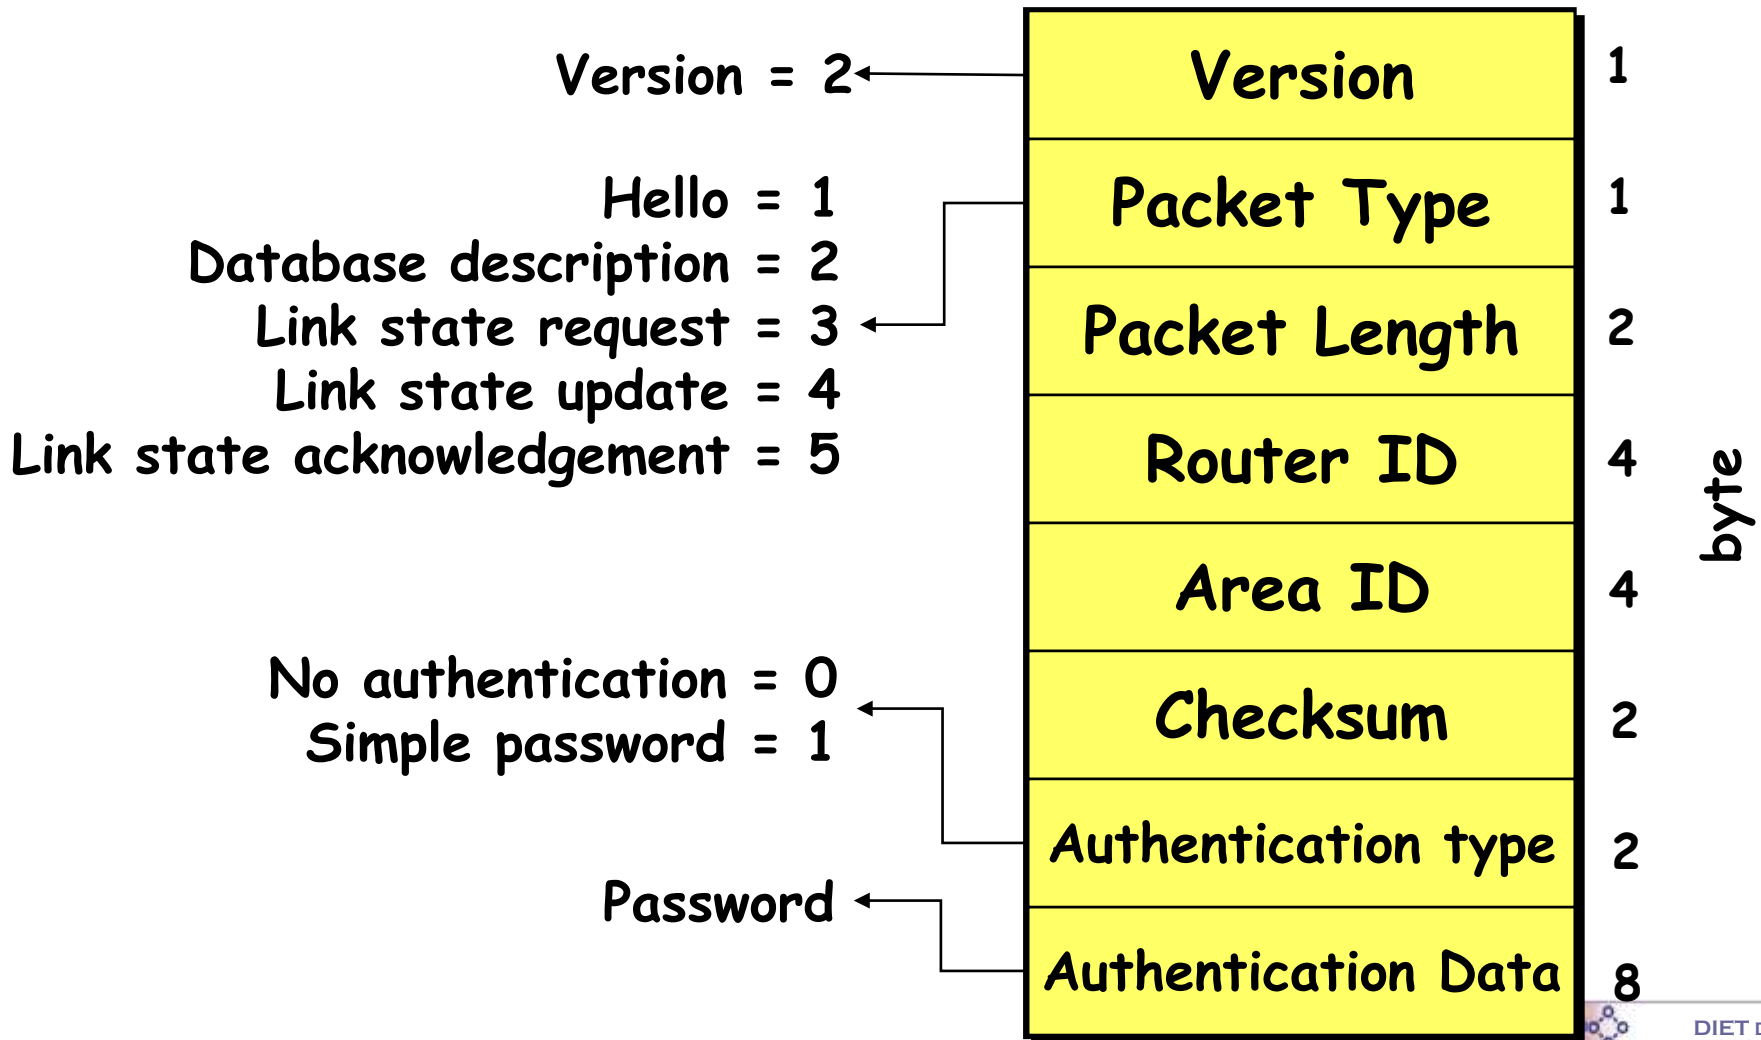 Version = 2
Version
1
Hello = 1
Database description = 2
Link state request = 3
Link state update = 4
Link state acknowledgement = 5
Packet Type
1
Packet Length
2
Router ID
4
Area ID
4
byte
No authentication = 0
Simple password = 1
Checksum
2
Authentication type
2
Password
Authentication Data
8
DIET